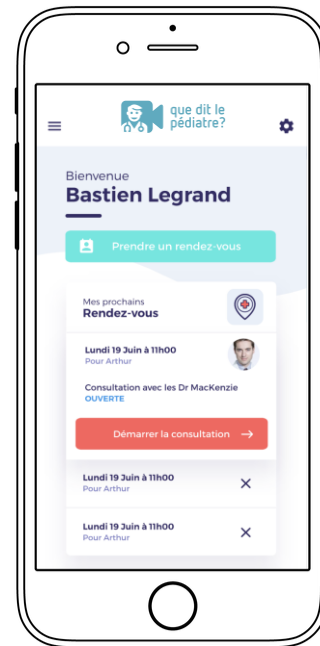 que dit le
pédiatre?
Bienvenue
Bastien Legrand
Prendre un rendez-vous
Mes prochains
Rendez-vous
Lundi 19 Juin à 11h00
Pour Arthur
Consultation avec les Dr MacKenzie
OUVERTE
Démarrer la consultation →
Lundi 19 Juin à 11h00
Pour Arthur
Lundi 19 Juin à 11h00
Pour Arthur